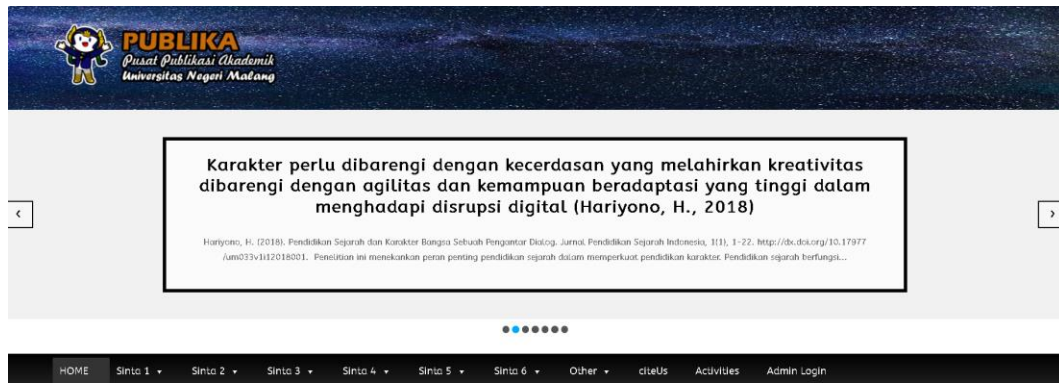 PUBLIKA
Pusat Publikasi Akademik
Universitas Negeri Malang
Karakter perlu dibarengi dengan kecerdasan yang melahirkan kreativitas
dibarengi dengan agilitas dan kemampuan beradaptasi yang tinggi dalam
menghadapi disrupsi digital (Hariyono, H., 2018)
Hariyono, H. (2018). Pendidikan Sejarah dan Karakter Bangsa Sebuah Pengantar Dialog. Jurnal Pendidikan Sejarah Indonesia, 1(1), 1-22. http://dx.doi.org/10.17977
/um033v1i12018001. Penelitian ini menekankan peran penting pendidikan sejarah dalam memperkuat pendidikan karakter. Pendidikan sejarah berfungsi...
HOME Sinta 1 Sinta 2 Sinta 3 Sinta 4 Sinta 5 Sinta 6 Other citeUs Activities Admin Login